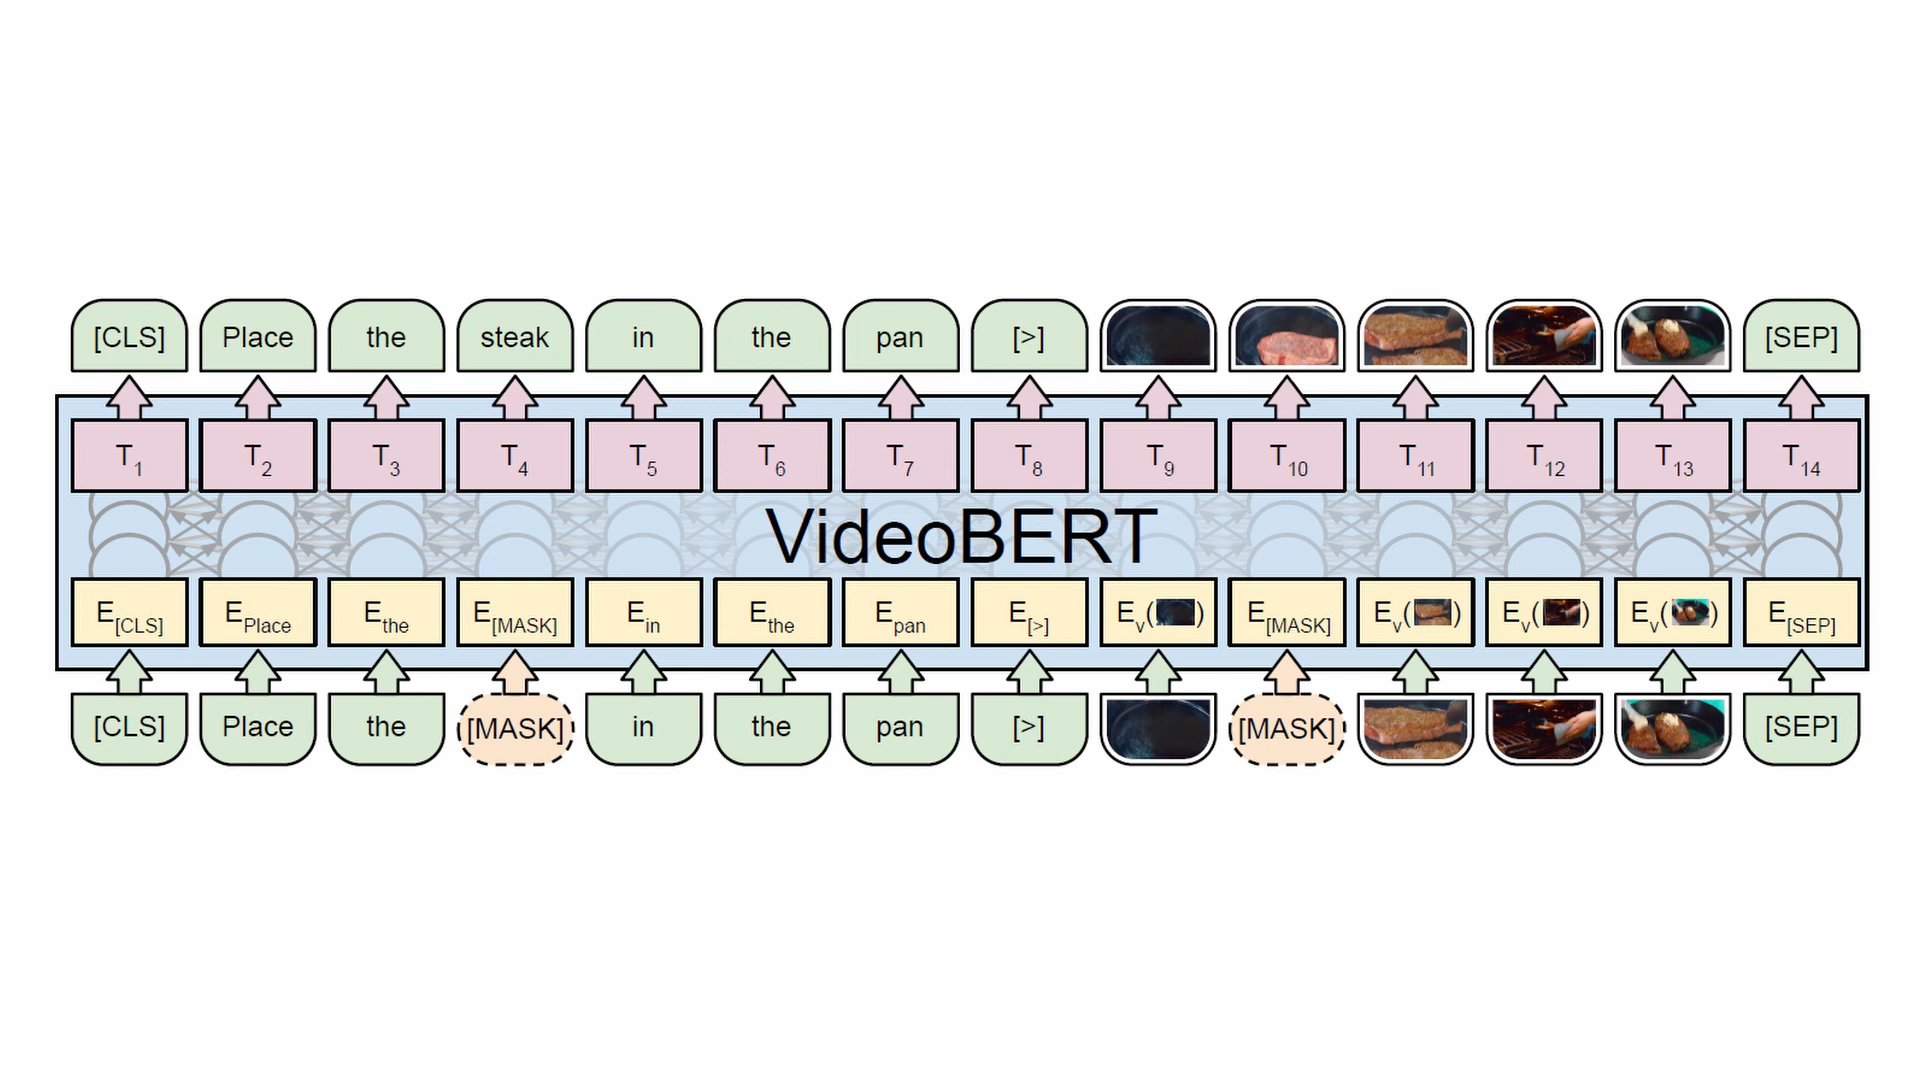 [CLS] Place the steak in the pan [>] [SEP]
T1 T2 T3 T4 T5 T6 T7 T8 T9 T10 T11 T12 T13 T14
VideoBERT
E[CLS] EPlace Ethe E[MASK] Ein Ethe Epan E[>] Ev( ) E[MASK] Ev( ) Ev( ) Ev( ) E[SEP]
[CLS] Place the [MASK] in the pan [>] [MASK] [SEP]